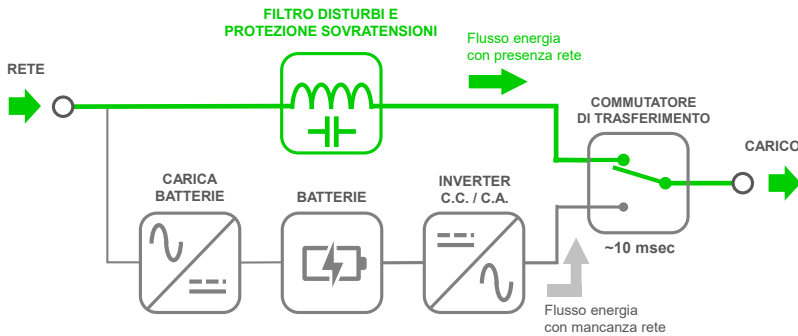 FILTRO DISTURBI E
PROTEZIONE SOVRATENSIONI
Flusso energia
con presenza rete
RETE
COMMUTATORE
DI TRASFERIMENTO
CARICO
CARICA
BATTERIE
BATTERIE
INVERTER
C.C. / C.A.
~10 msec
Flusso energia
con mancanza rete